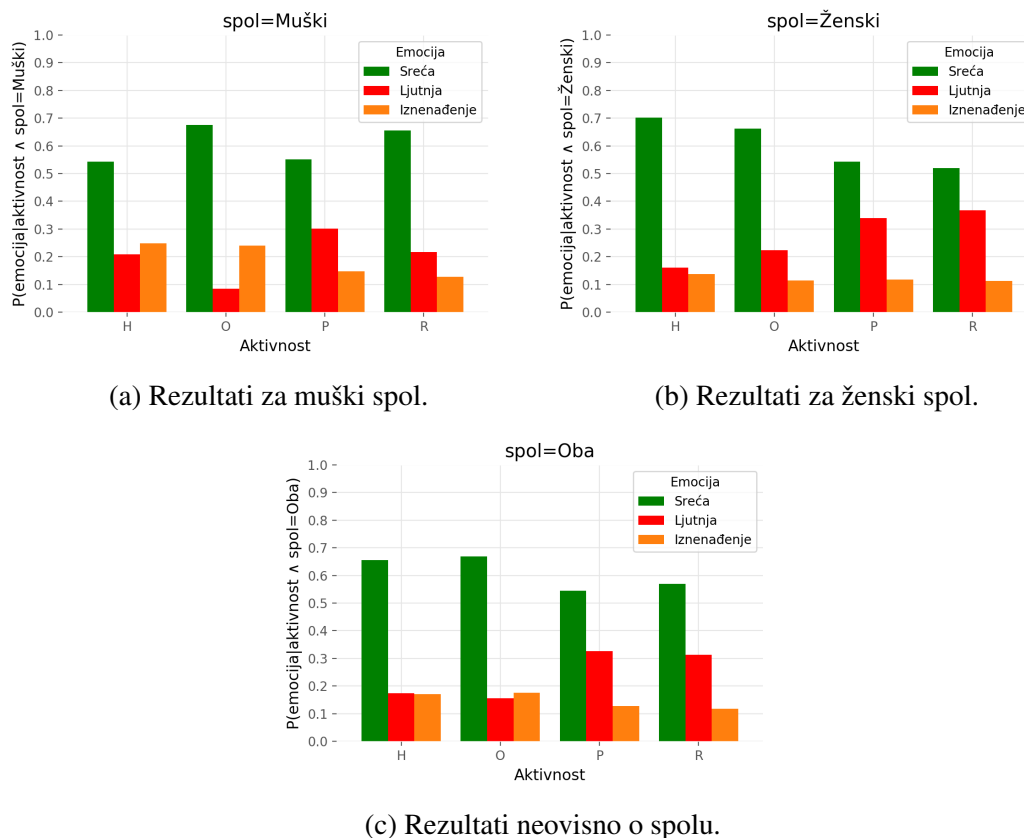 spol=Muški
P(emocija|aktivnost ∧ spol=Muški)
1.0
0.9
0.8
0.7
0.6
0.5
0.4
0.3
0.2
0.1
0.0
Emocija
Sreća
Ljutnja
Iznenađenje
H O P R
Aktivnost
(a) Rezultati za muški spol.
spol=Ženski
P(emocija|aktivnost ∧ spol=Ženski)
1.0
0.9
0.8
0.7
0.6
0.5
0.4
0.3
0.2
0.1
0.0
Emocija
Sreća
Ljutnja
Iznenađenje
H O P R
Aktivnost
(b) Rezultati za ženski spol.
spol=Oba
P(emocija|aktivnost ∧ spol=Oba)
1.0
0.9
0.8
0.7
0.6
0.5
0.4
0.3
0.2
0.1
0.0
Emocija
Sreća
Ljutnja
Iznenađenje
H O P R
Aktivnost
(c) Rezultati neovisno o spolu.